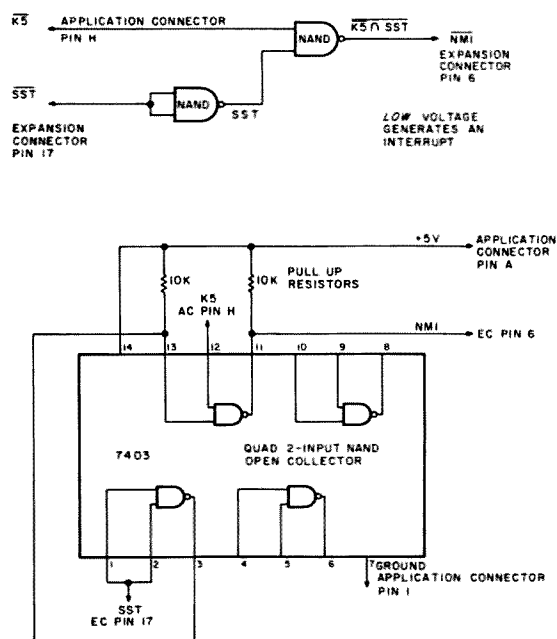 K5
APPLICATION CONNECTOR
PIN H
NAND
K5 ∩ SST
NMI
EXPANSION
CONNECTOR
PIN 6
SST
NAND
SST
EXPANSION
CONNECTOR
PIN 17
LOW VOLTAGE
GENERATES AN
INTERRUPT
+5V
APPLICATION
CONNECTOR
PIN A
10K
K5
AC PIN H
10K
PULL UP
RESISTORS
NMI
EC PIN 6
14 13 12 11 10 9 8
7403
QUAD 2-INPUT NAND
OPEN COLLECTOR
1 2 3 4 5 6 7
GROUND
APPLICATION CONNECTOR
PIN 1
SST
EC PIN 17